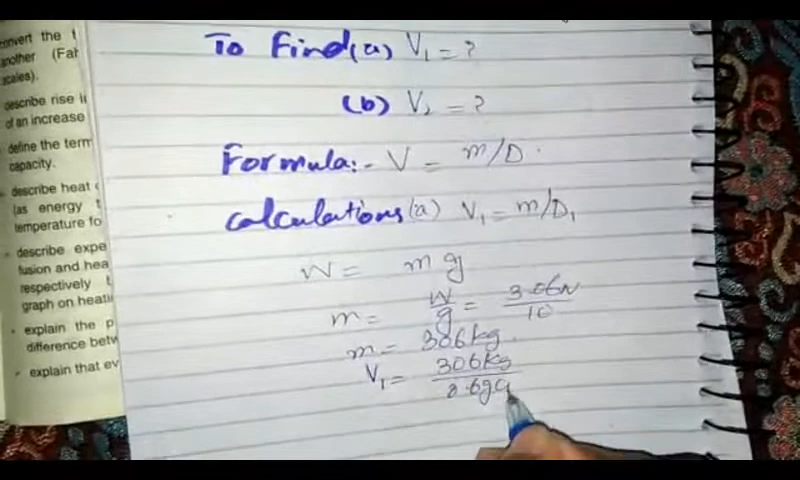 convert the t
another (Fah
scales).
describe rise i
of an increase
define the term
capacity.
describe heat c
(as energy t
temperature fo
describe expe
fusion and hea
respectively t
graph on heati
explain the p
difference betw
explain that ev
To Find (a) V₁ = ?
(b) V₂ = ?
Formula:- V = m/D.
Calculations (a) V₁ = m/D₁
W = mg
m = W/g = 3.06N/10
m = 306kg.
V₁ = 306kg